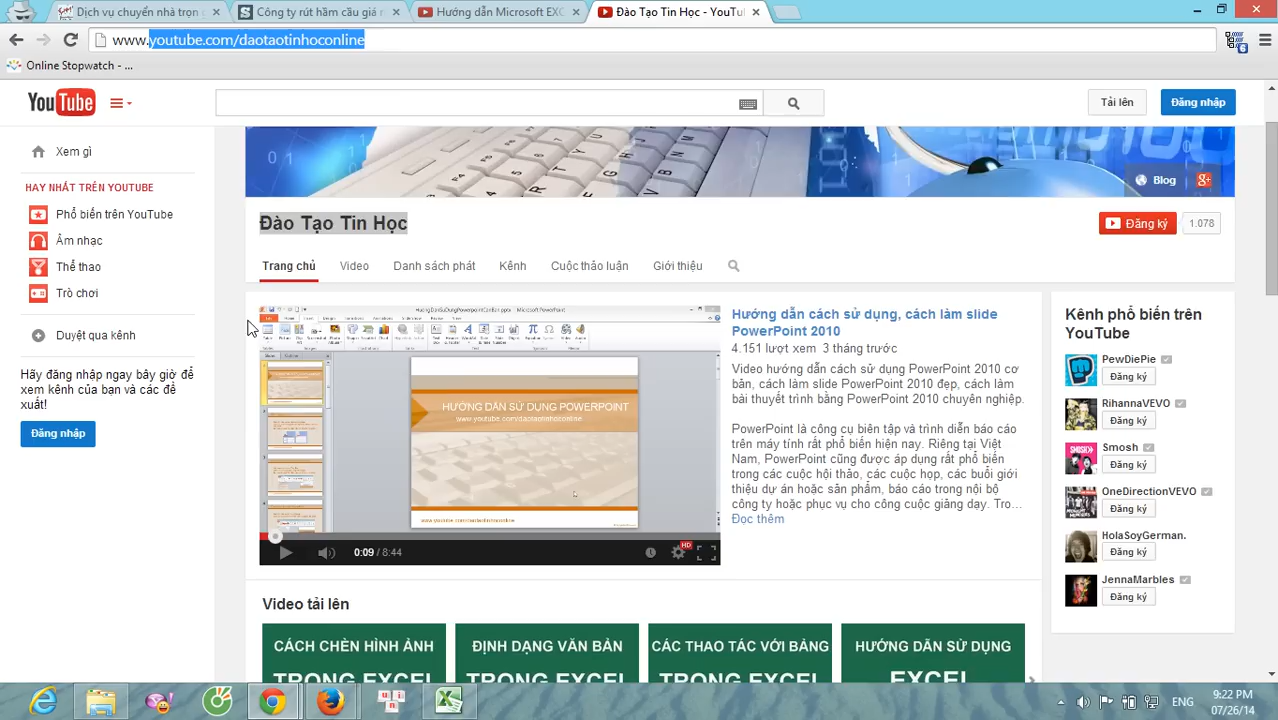 Dịch vụ chuyển nhà trọn g
Công ty rút hầm cầu giá r
Hướng dẫn Microsoft EXC
Đào Tạo Tin Học - YouTu
www.youtube.com/daotaotinhoconline
Online Stopwatch - ...
YouTube
Tải lên
Đăng nhập
Xem gì
HAY NHẤT TRÊN YOUTUBE
Phổ biến trên YouTube
Âm nhạc
Thể thao
Trò chơi
Duyệt qua kênh
Hãy đăng nhập ngay bây giờ để
xem kênh của bạn và các đề
xuất!
Đăng nhập
Blog
Đào Tạo Tin Học
Đăng ký
1.078
Trang chủ
Video
Danh sách phát
Kênh
Cuộc thảo luận
Giới thiệu
HƯỚNG DẪN SỬ DỤNG POWERPOINT
www.youtube.com/daotaotinhoconline
www.youtube.com/daotaotinhoconline
0:09 / 8:44
HD
Hướng dẫn cách sử dụng, cách làm slide
PowerPoint 2010
4.151 lượt xem 3 tháng trước
Video hướng dẫn cách sử dụng PowerPoint 2010 cơ
bản, cách làm slide PowerPoint 2010 đẹp, cách làm
bài thuyết trình bằng PowerPoint 2010 chuyên nghiệp.
PowerPoint là công cụ biên tập và trình diễn báo cáo
trên máy tính rất phổ biến hiện nay. Riêng tại Việt
Nam, PowerPoint cũng được áp dụng rất phổ biến
trong các cuộc hội thảo, các cuộc họp, các buổi giới
thiệu dự án hoặc sản phẩm, báo cáo trong nội bộ
công ty hoặc phục vụ cho công cuộc giảng dạy. Tro...
Đọc thêm
Kênh phổ biến trên
YouTube
PewDiePie
Đăng ký
RihannaVEVO
Đăng ký
Smosh
Đăng ký
OneDirectionVEVO
Đăng ký
HolaSoyGerman.
Đăng ký
JennaMarbles
Đăng ký
Video tải lên
CÁCH CHÈN HÌNH ẢNH
TRONG EXCEL
ĐỊNH DẠNG VĂN BẢN
TRONG EXCEL
CÁC THAO TÁC VỚI BẢNG
TRONG EXCEL
HƯỚNG DẪN SỬ DỤNG
EXCEL
ENG
9:22 PM
07/26/14